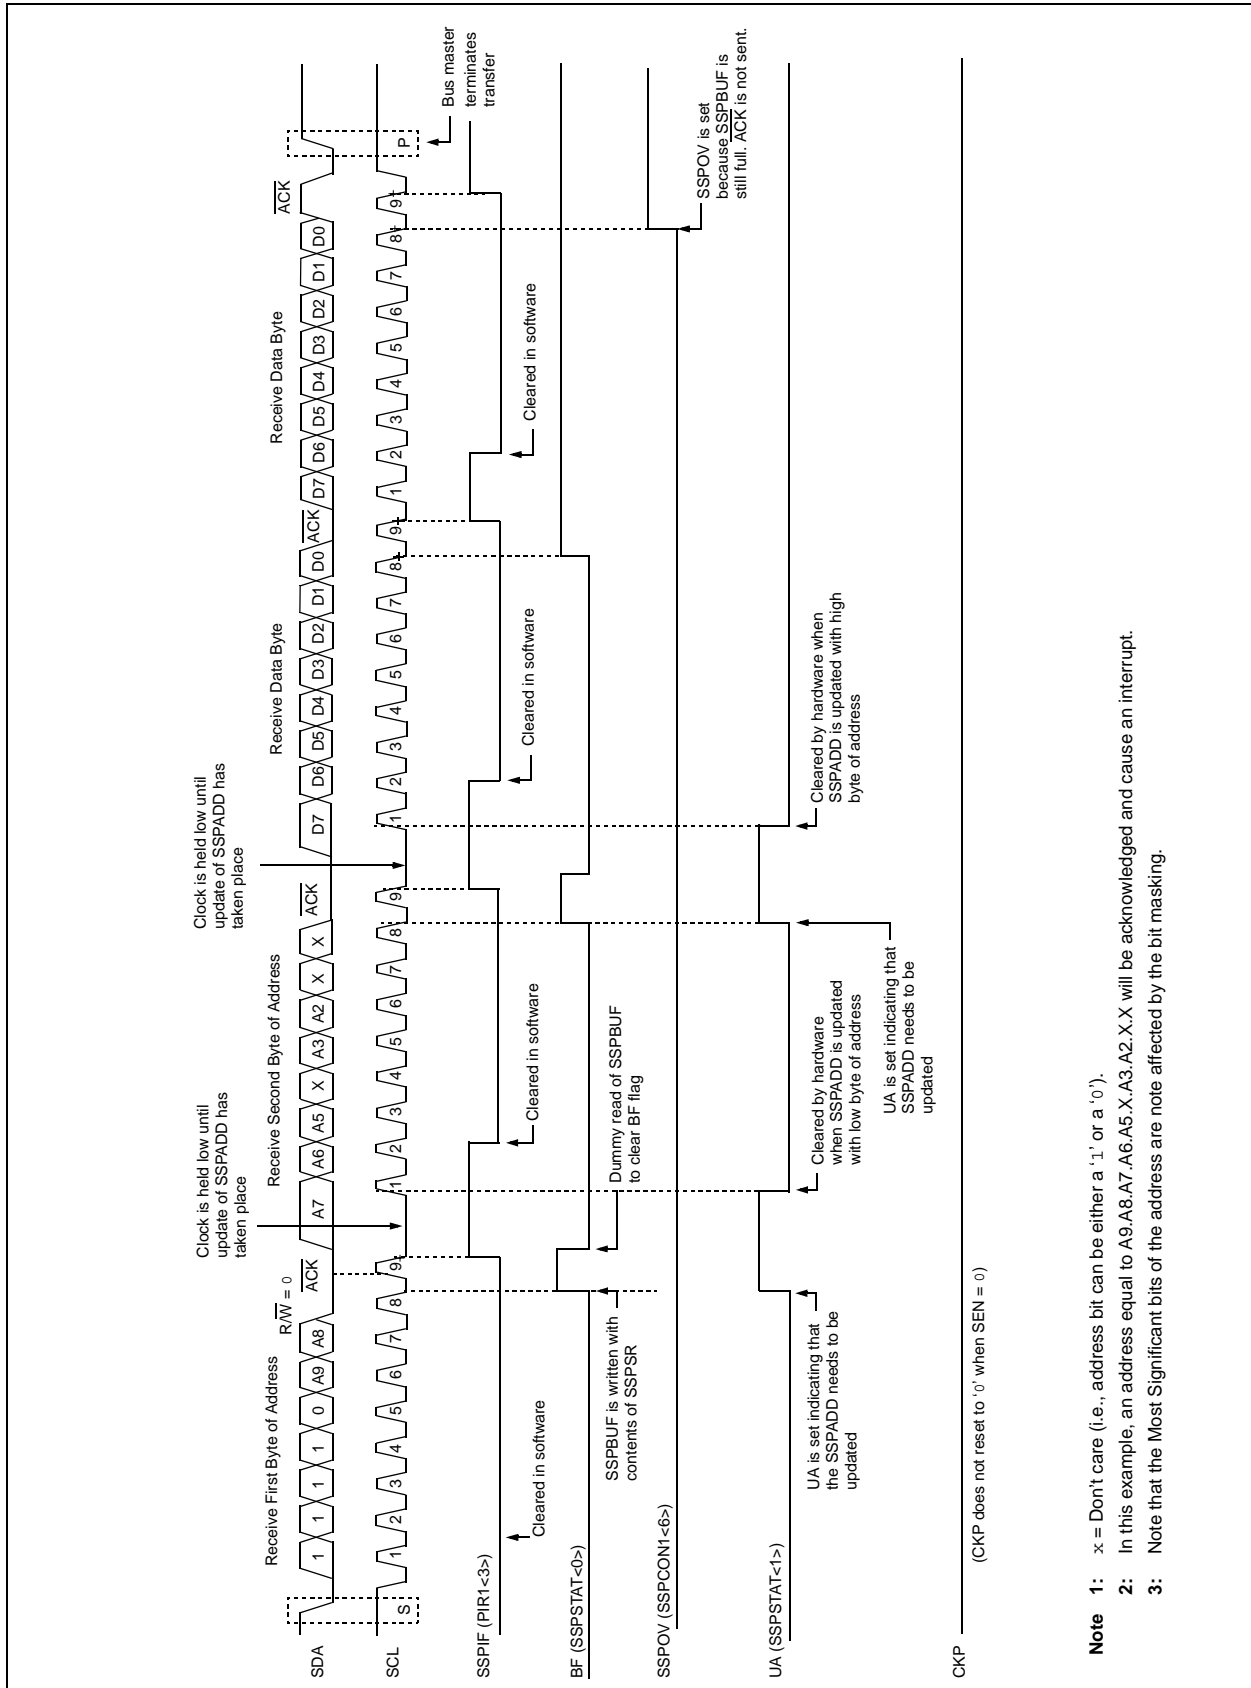 Receive First Byte of Address
R/W = 0
ACK
Clock is held low until
update of SSPADD has
taken place
Receive Second Byte of Address
ACK
Clock is held low until
update of SSPADD has
taken place
Receive Data Byte
ACK
Receive Data Byte
ACK
SDA
1 1 1 1 0 A9 A8
A7 A6 A5 X A3 A2 X X
D7 D6 D5 D4 D3 D2 D1 D0
D7 D6 D5 D4 D3 D2 D1 D0
SCL
S
1 2 3 4 5 6 7 8 9
1 2 3 4 5 6 7 8 9
1 2 3 4 5 6 7 8 9
1 2 3 4 5 6 7 8 9
P
Bus master
terminates
transfer
SSPIF (PIR1<3>)
Cleared in software
Cleared in software
Cleared in software
Cleared in software
BF (SSPSTAT<0>)
SSPBUF is written with
contents of SSPSR
Dummy read of SSPBUF
to clear BF flag
SSPOV (SSPCON1<6>)
SSPOV is set
because SSPBUF is
still full. ACK is not sent.
UA (SSPSTAT<1>)
UA is set indicating that
the SSPADD needs to be
updated
Cleared by hardware
when SSPADD is updated
with low byte of address
UA is set indicating that
SSPADD needs to be
updated
Cleared by hardware when
SSPADD is updated with high
byte of address
CKP
(CKP does not reset to ‘0’ when SEN = 0)
Note 1: x = Don't care (i.e., address bit can be either a ‘1’ or a ‘0’).
2: In this example, an address equal to A9.A8.A7.A6.A5.X.A3.A2.X.X will be acknowledged and cause an interrupt.
3: Note that the Most Significant bits of the address are note affected by the bit masking.